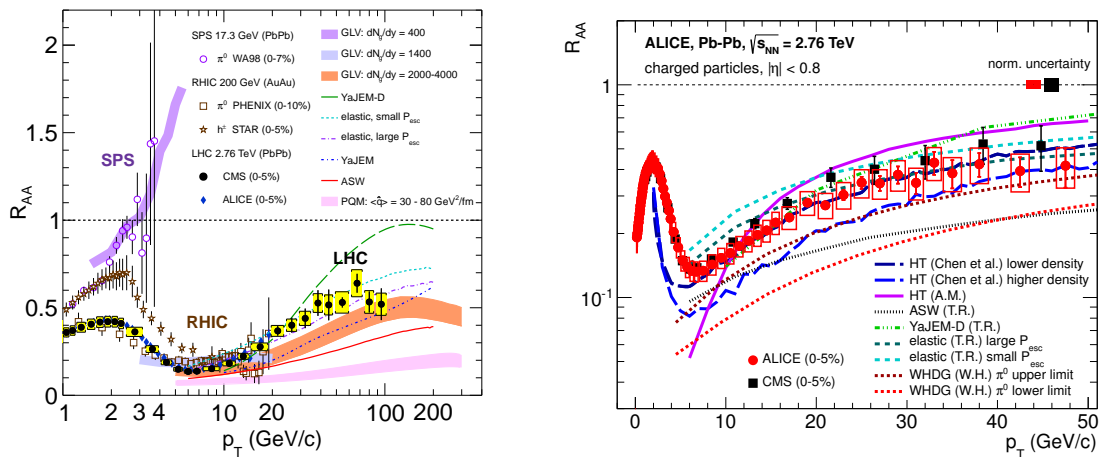 R_AA
2
1.5
1
0.5
0
SPS 17.3 GeV (PbPb)
π⁰ WA98 (0-7%)
RHIC 200 GeV (AuAu)
π⁰ PHENIX (0-10%)
h± STAR (0-5%)
LHC 2.76 TeV (PbPb)
CMS (0-5%)
ALICE (0-5%)
GLV: dN_g/dy = 400
GLV: dN_g/dy = 1400
GLV: dN_g/dy = 2000-4000
YaJEM-D
elastic, small P_esc
elastic, large P_esc
YaJEM
ASW
PQM: <q̂> = 30 - 80 GeV²/fm
SPS
LHC
RHIC
1 2 3 4 10 20 100 200
p_T (GeV/c)
R_AA
1
10⁻¹
ALICE, Pb-Pb, √s_NN = 2.76 TeV
charged particles, |η| < 0.8
norm. uncertainty
HT (Chen et al.) lower density
HT (Chen et al.) higher density
HT (A.M.)
ASW (T.R.)
YaJEM-D (T.R.)
elastic (T.R.) large P_esc
elastic (T.R.) small P_esc
WHDG (W.H.) π⁰ upper limit
WHDG (W.H.) π⁰ lower limit
ALICE (0-5%)
CMS (0-5%)
0 10 20 30 40 50
p_T (GeV/c)